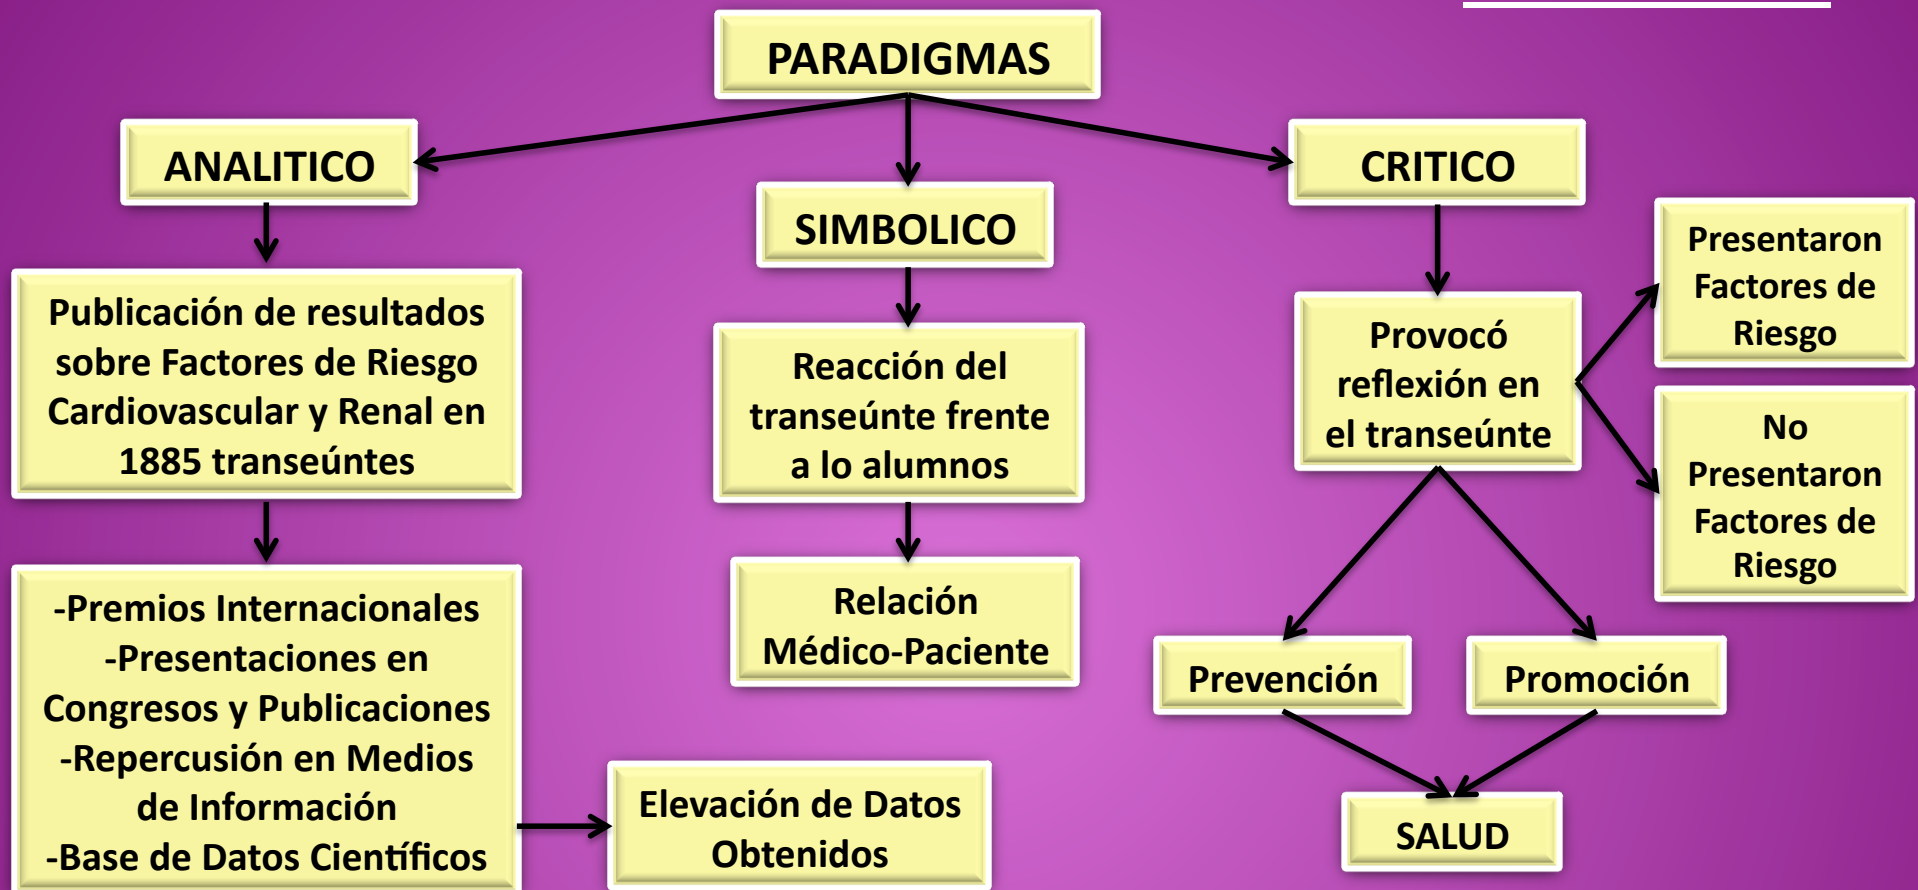 PARADIGMAS
ANALITICO
Publicación de resultados
sobre Factores de Riesgo
Cardiovascular y Renal en
1885 transeúntes
-Premios Internacionales
-Presentaciones en
Congresos y Publicaciones
-Repercusión en Medios
de Información
-Base de Datos Científicos
Elevación de Datos
Obtenidos
SIMBOLICO
Reacción del
transeúnte frente
a lo alumnos
Relación
Médico-Paciente
CRITICO
Provocó
reflexión en
el transeúnte
Presentaron
Factores de
Riesgo
No
Presentaron
Factores de
Riesgo
Prevención
Promoción
SALUD